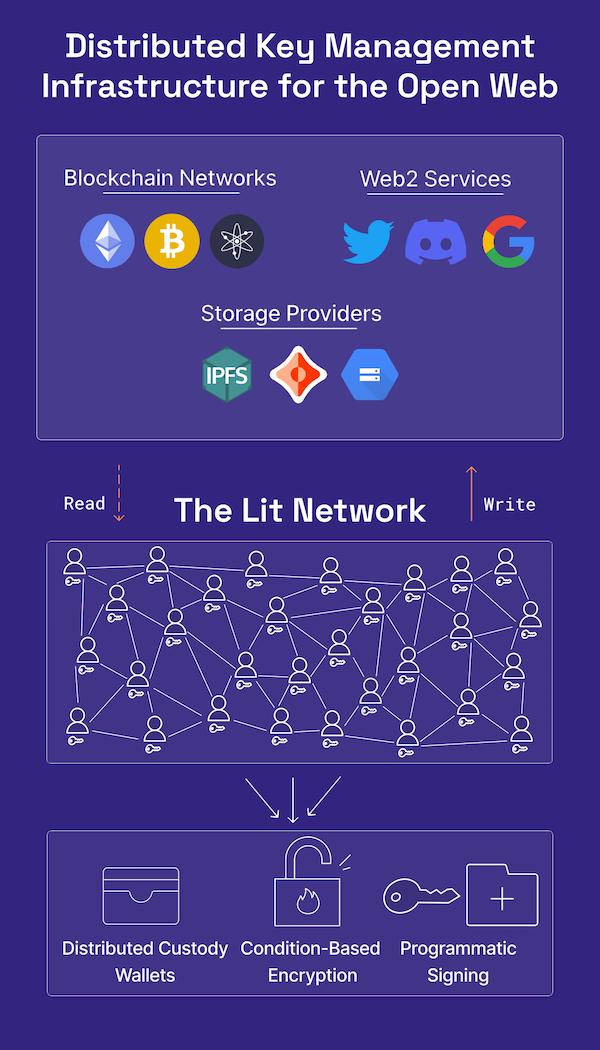 Distributed Key Management
Infrastructure for the Open Web
Blockchain Networks
Web2 Services
Storage Providers
IPFS
Read
The Lit Network
Write
Distributed Custody
Wallets
Condition-Based
Encryption
Programmatic
Signing